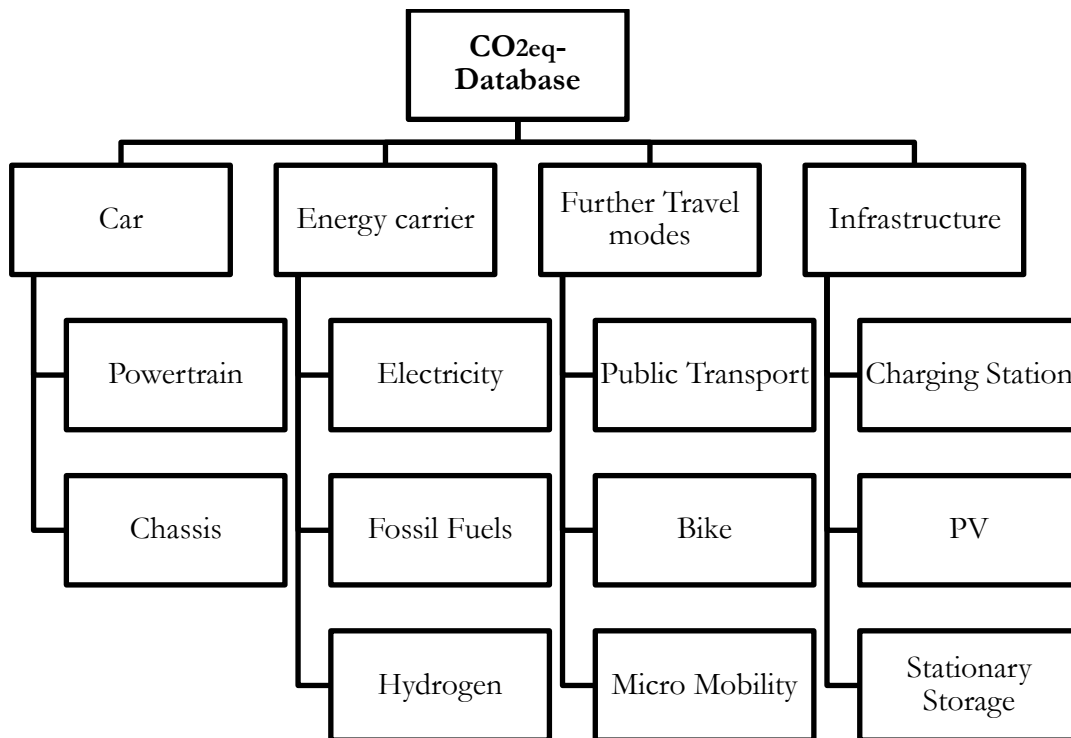 CO2eq-
Database
Car
Energy carrier
Further Travel
modes
Infrastructure
Powertrain
Electricity
Public Transport
Charging Station
Chassis
Fossil Fuels
Bike
PV
Hydrogen
Micro Mobility
Stationary
Storage